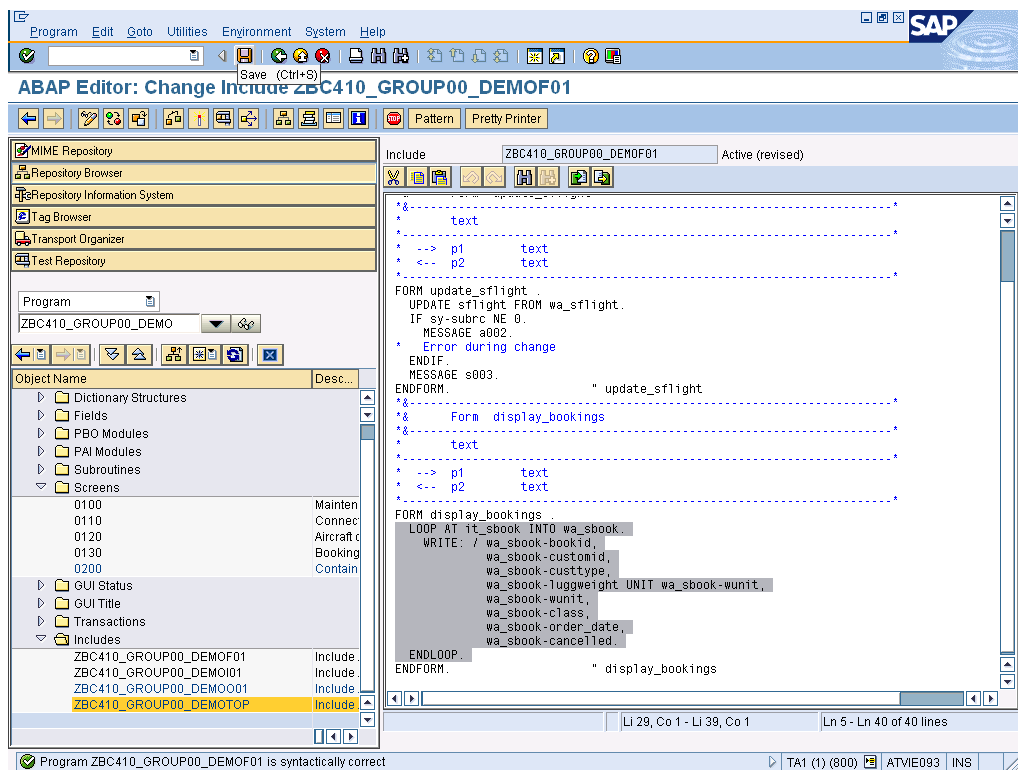 Program Edit Goto Utilities Environment System Help
SAP
Save (Ctrl+S)
ABAP Editor: Change Include ZBC410_GROUP00_DEMOF01
Pattern Pretty Printer
MIME Repository
Repository Browser
Repository Information System
Tag Browser
Transport Organizer
Test Repository
Program
ZBC410_GROUP00_DEMO
Object Name Desc...
Dictionary Structures
Fields
PBO Modules
PAI Modules
Subroutines
Screens
0100 Mainten
0110 Connec
0120 Aircraft
0130 Booking
0200 Contain
GUI Status
GUI Title
Transactions
Includes
ZBC410_GROUP00_DEMOF01 Include
ZBC410_GROUP00_DEMOI01 Include
ZBC410_GROUP00_DEMOO01 Include
ZBC410_GROUP00_DEMOTOP Include
Include ZBC410_GROUP00_DEMOF01 Active (revised)
*& Form update_sflight
*&---------------------------------------------------------------------*
*       text
*----------------------------------------------------------------------*
*  -->  p1        text
*  <--  p2        text
*----------------------------------------------------------------------*
FORM update_sflight .
UPDATE sflight FROM wa_sflight.
IF sy-subrc NE 0.
MESSAGE a002.
*   Error during change
ENDIF.
MESSAGE s003.
ENDFORM.                    " update_sflight
*&---------------------------------------------------------------------*
*&      Form  display_bookings
*&---------------------------------------------------------------------*
*       text
*----------------------------------------------------------------------*
*  -->  p1        text
*  <--  p2        text
*----------------------------------------------------------------------*
FORM display_bookings .
LOOP AT it_sbook INTO wa_sbook.
WRITE: / wa_sbook-bookid,
wa_sbook-customid,
wa_sbook-custtype,
wa_sbook-luggweight UNIT wa_sbook-wunit,
wa_sbook-wunit,
wa_sbook-class,
wa_sbook-order_date,
wa_sbook-cancelled.
ENDLOOP.
ENDFORM.                    " display_bookings
Li 29, Co 1 - Li 39, Co 1 Ln 5 - Ln 40 of 40 lines
Program ZBC410_GROUP00_DEMOF01 is syntactically correct
TA1 (1) (800) ATVIE093 INS